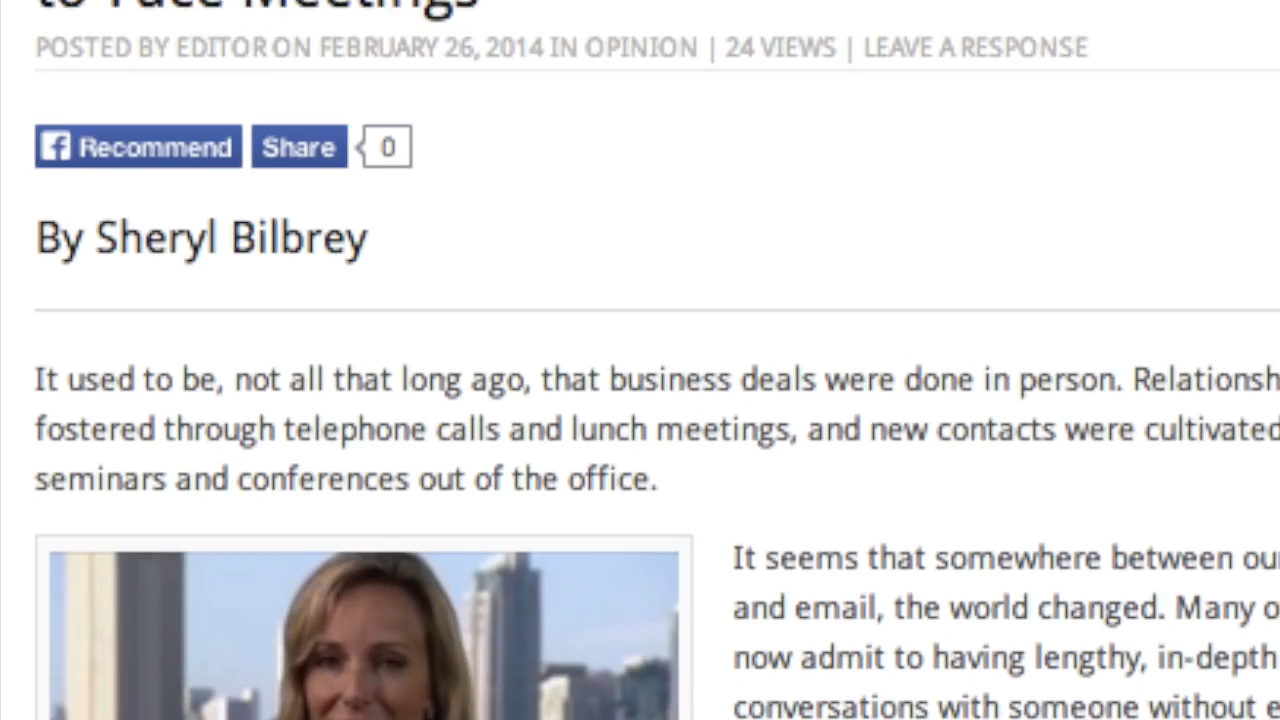 to Face Meetings
POSTED BY EDITOR ON FEBRUARY 26, 2014 IN OPINION | 24 VIEWS | LEAVE A RESPONSE
f Recommend Share 0
By Sheryl Bilbrey
It used to be, not all that long ago, that business deals were done in person. Relationsh
fostered through telephone calls and lunch meetings, and new contacts were cultivated
seminars and conferences out of the office.
It seems that somewhere between our
and email, the world changed. Many o
now admit to having lengthy, in-depth
conversations with someone without e